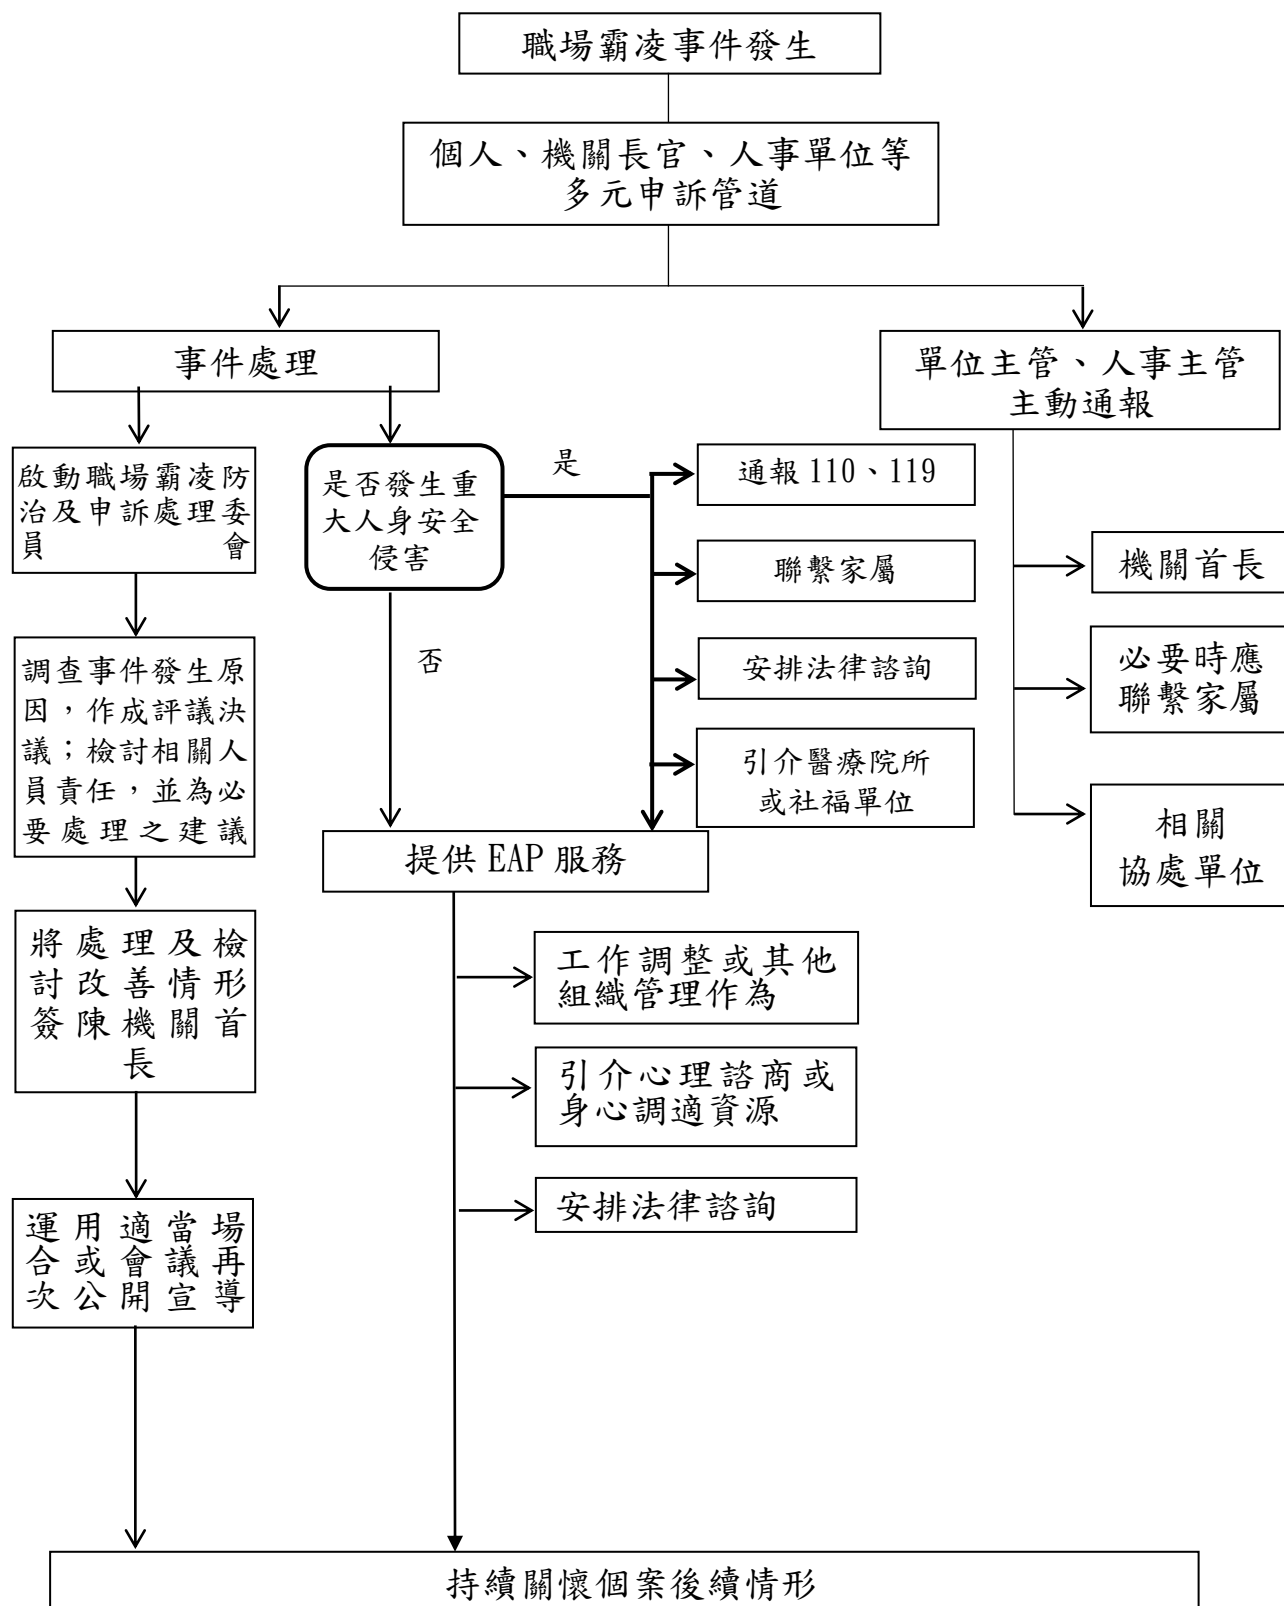 職場霸凌事件發生
個人、機關長官、人事單位等
多元申訴管道
事件處理
單位主管、人事主管
主動通報
啟動職場霸凌防
治及申訴處理委
員會
是否發生重
大人身安全
侵害
是
否
通報 110、119
聯繫家屬
安排法律諮詢
引介醫療院所
或社福單位
機關首長
必要時應
聯繫家屬
相關
協處單位
調查事件發生原
因，作成評議決
議；檢討相關人
員責任，並為必
要處理之建議
提供 EAP 服務
將處理及檢
討改善情形
簽陳機關首
長
工作調整或其他
組織管理作為
引介心理諮商或
身心調適資源
安排法律諮詢
運用適當場
合或會議再
次公開宣導
持續關懷個案後續情形